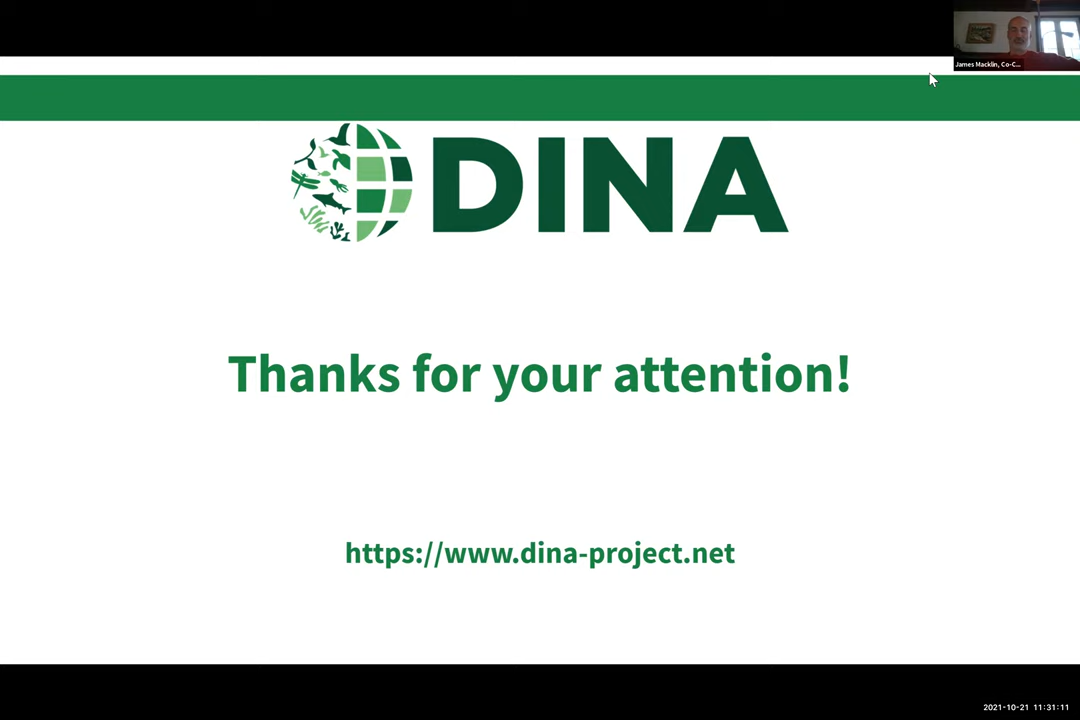 James Macklin, Co-C...
DINA
Thanks for your attention!
https://www.dina-project.net
2021-10-21 11:31:11